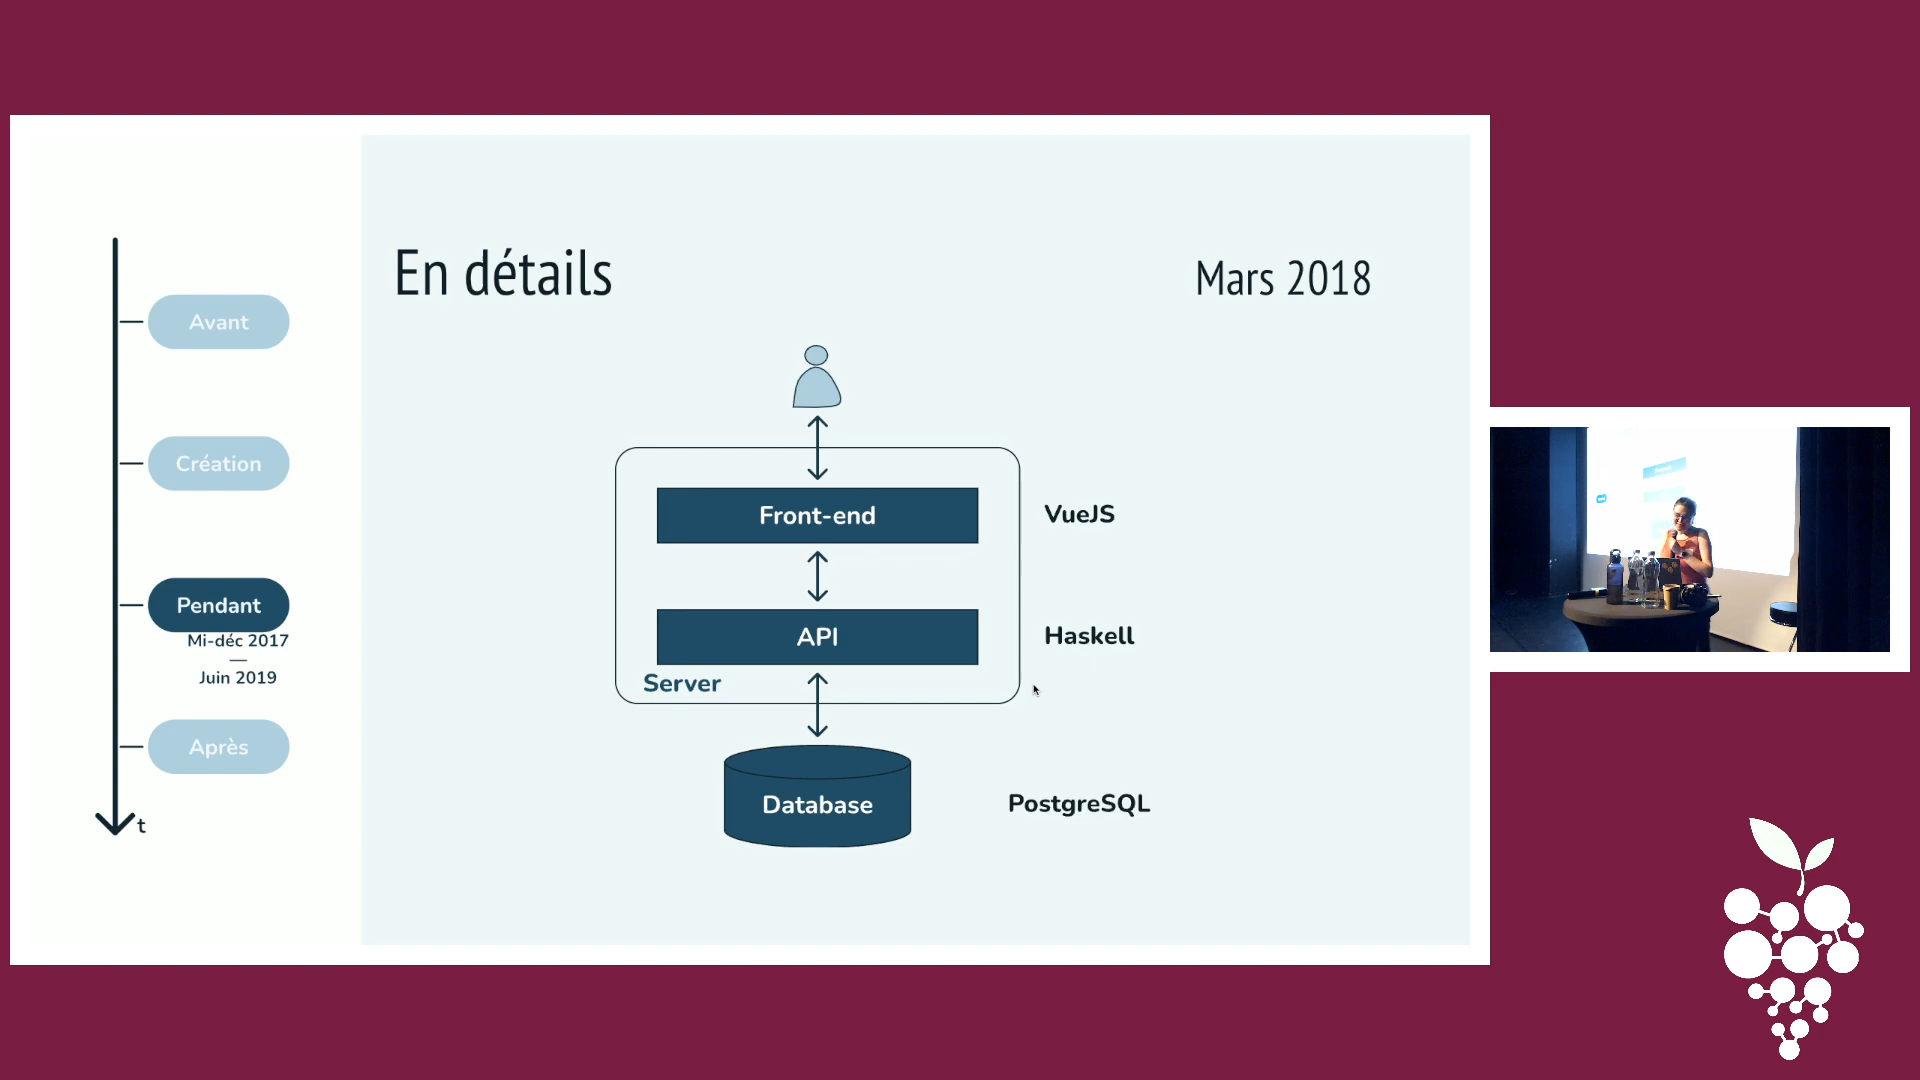 En détails
Mars 2018
Avant
Création
Pendant
Mi-déc 2017
—
Juin 2019
Après
t
Front-end
VueJS
API
Haskell
Server
Database
PostgreSQL